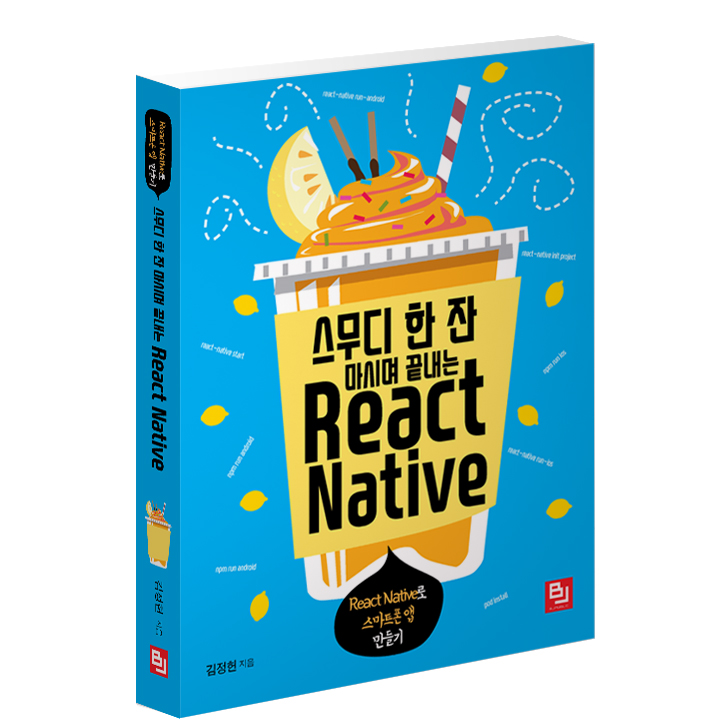 React Native로
스마트폰 앱 만들기
스무디 한 잔 마시며 끝내는 React Native
김정현 지음
BJ
react-native run-android
react-native init project
스무디 한 잔
마시며 끝내는
React
Native
react-native start
npm run ios
npm run android
react-native run-ios
npm run android
pod install
React Native로
스마트폰 앱
만들기
김정현 지음
BJ